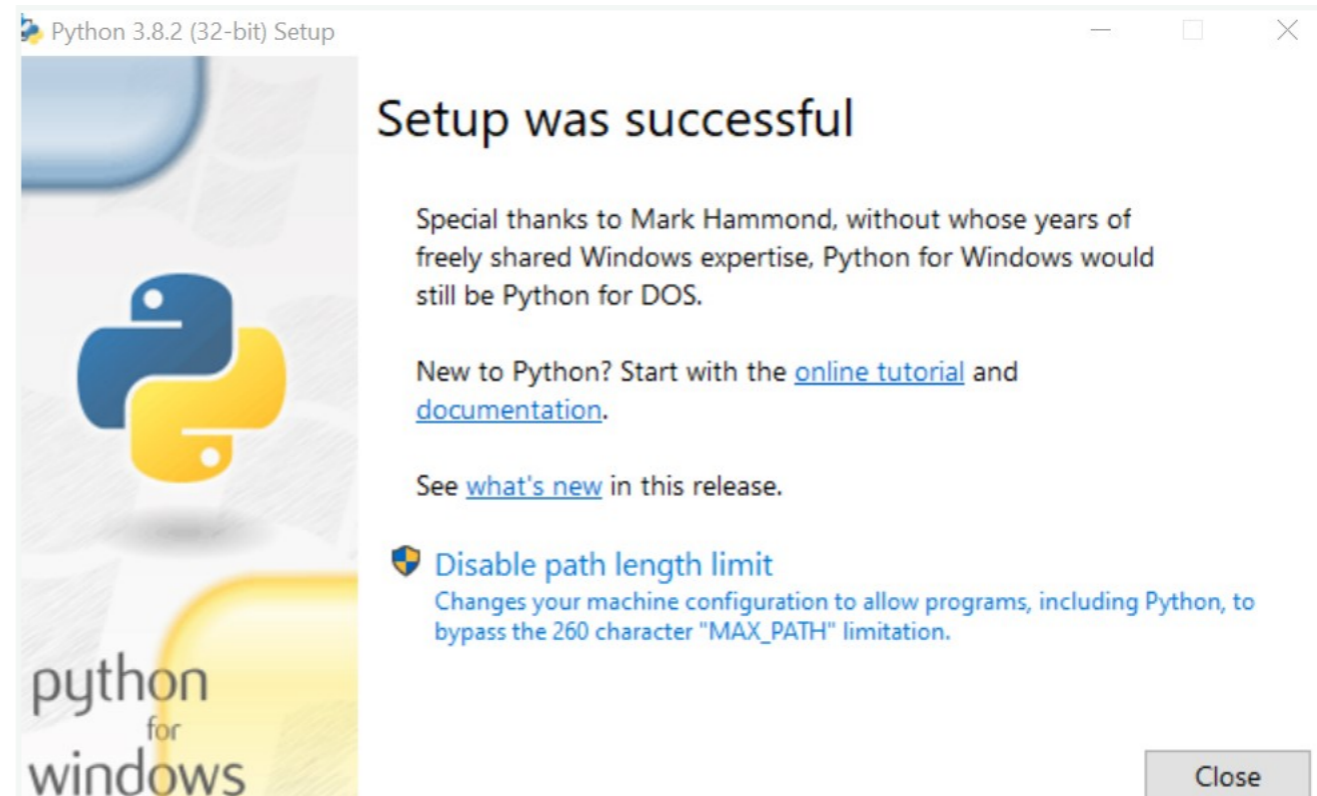 Python 3.8.2 (32-bit) Setup
Setup was successful
Special thanks to Mark Hammond, without whose years of
freely shared Windows expertise, Python for Windows would
still be Python for DOS.
New to Python? Start with the online tutorial and
documentation.
See what's new in this release.
Disable path length limit
Changes your machine configuration to allow programs, including Python, to
bypass the 260 character "MAX_PATH" limitation.
python
for
windows
Close